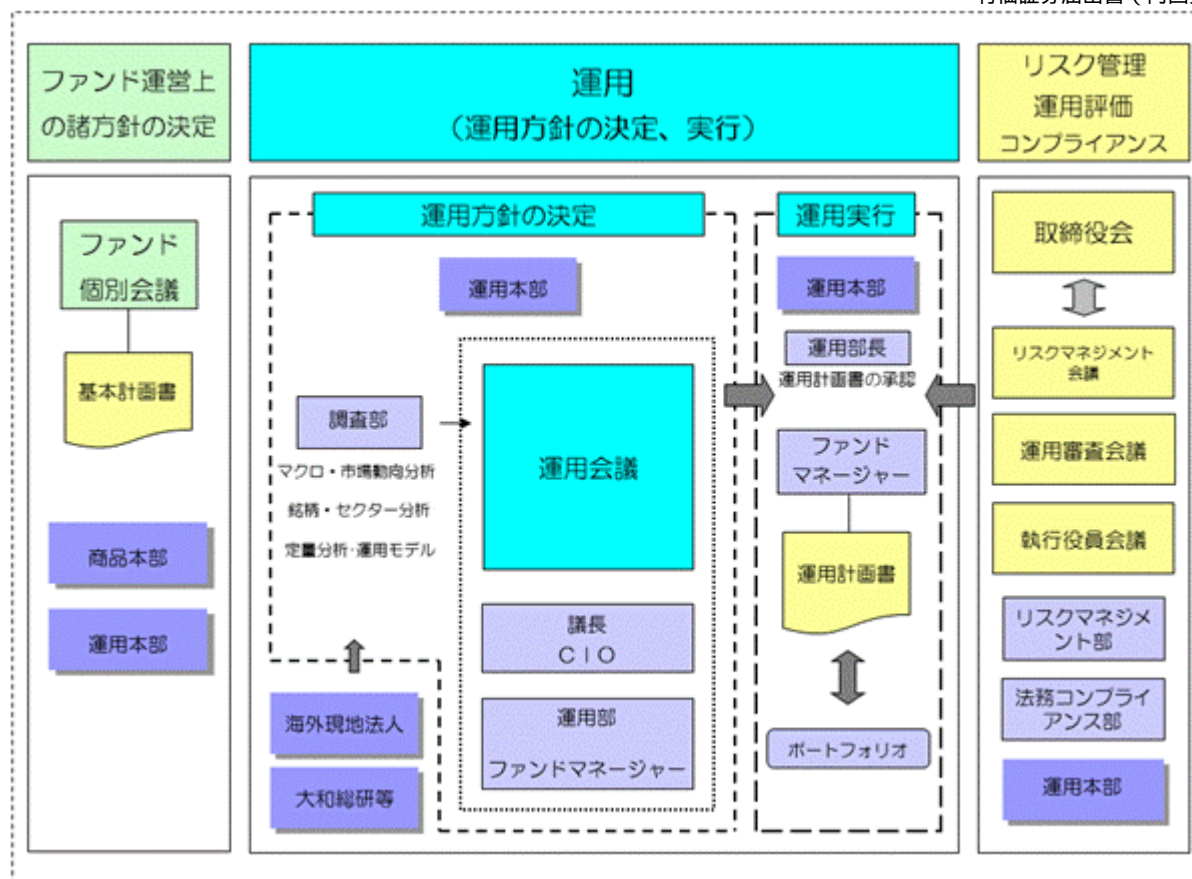 ファンド運営上
の諸方針の決定
運用
（運用方針の決定、実行）
リスク管理
運用評価
コンプライアンス
ファンド
個別会議
基本計画書
商品本部
運用本部
運用方針の決定
運用本部
調査部
マクロ・市場動向分析
銘柄・セクター分析
定量分析・運用モデル
運用会議
議長
ＣＩＯ
運用部
ファンドマネージャー
海外現地法人
大和総研等
運用実行
運用本部
運用部長
運用計画書の承認
ファンド
マネージャー
運用計画書
ポートフォリオ
取締役会
リスクマネジメント
会議
運用審査会議
執行役員会議
リスクマネジメ
ント部
法務コンプライ
アンス部
運用本部